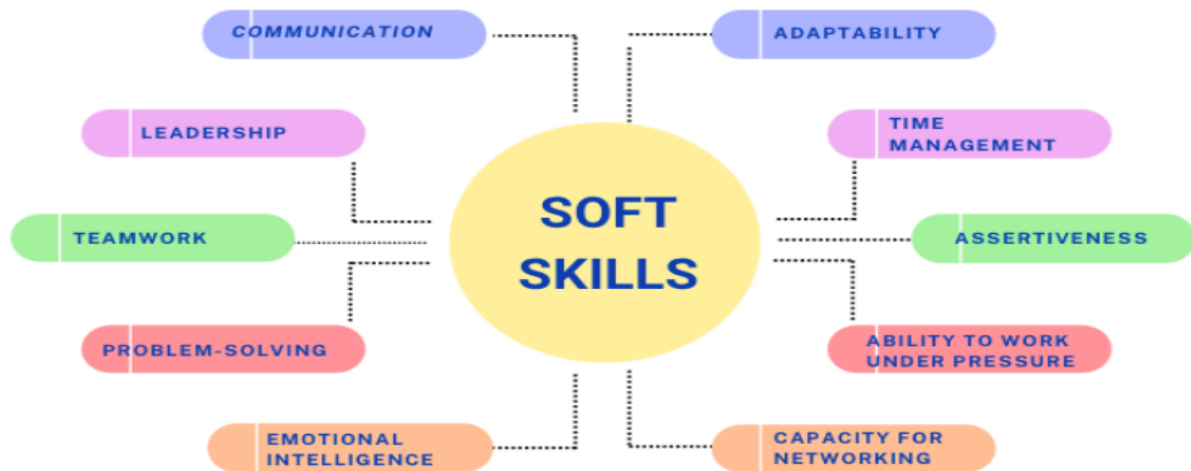 COMMUNICATION
ADAPTABILITY
LEADERSHIP
TIME
MANAGEMENT
SOFT
SKILLS
TEAMWORK
ASSERTIVENESS
PROBLEM-SOLVING
ABILITY TO WORK
UNDER PRESSURE
EMOTIONAL
INTELLIGENCE
CAPACITY FOR
NETWORKING